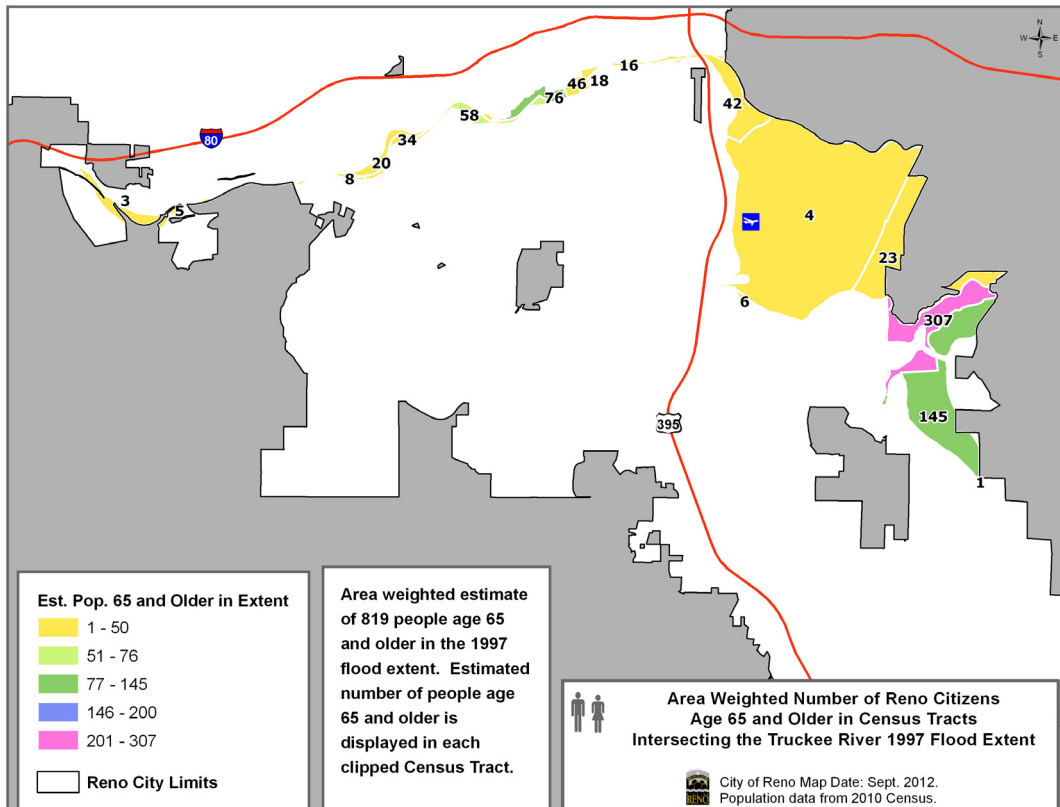 N
W E
S
16
46
18
76
42
58
80
34
20
8
3
5
4
23
6
307
395
145
1
Est. Pop. 65 and Older in Extent
1 - 50
51 - 76
77 - 145
146 - 200
201 - 307
Reno City Limits
Area weighted estimate
of 819 people age 65
and older in the 1997
flood extent. Estimated
number of people age
65 and older is
displayed in each
clipped Census Tract.
Area Weighted Number of Reno Citizens
Age 65 and Older in Census Tracts
Intersecting the Truckee River 1997 Flood Extent
RENO
City of Reno Map Date: Sept. 2012.
Population data from 2010 Census.